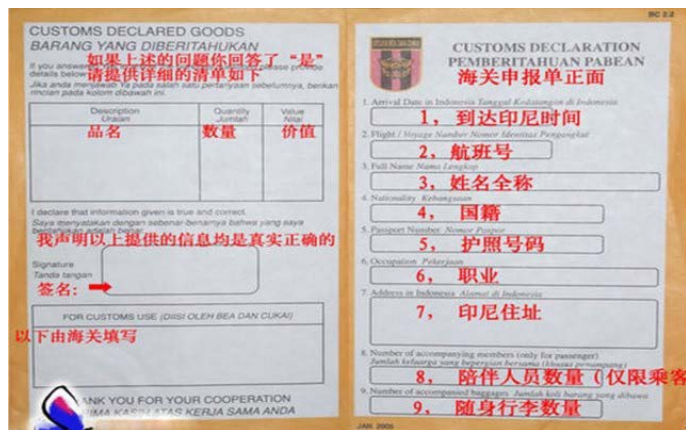 CUSTOMS DECLARED GOODS
BARANG YANG DIBERITAHUKAN
如果上述的问题你回答了“是”
请提供详细的清单如下
details below
Jika anda menjawab Ya pada salah satu pertanyaan sebelumnya, berikan
rincian pada kolom dibawah ini.
Description Quantity Value
Uraian Jumlah Nilai
品名 数量 价值
I declare that information given is true and correct.
Saya menyatakan dengan sebenar benarnya bahwa yang saya
beritahukan adalah benar
我声明以上提供的信息均是真实正确的
Signature
Tanda tangan
签名:
FOR CUSTOMS USE (DIISI OLEH BEA DAN CUKAI)
以下由海关填写
ANK YOU FOR YOUR COOPERATION
IMA KASIH ATAS KERJA SAMA ANDA
BC 2.2
CUSTOMS DECLARATION
PEMBERITAHUAN PABEAN
海关申报单正面
1. Arrival Date in Indonesia Tanggal Kedatangan di Indonesia
1, 到达印尼时间
2. Flight / Voyage Number Nomor Identitas Pengangkut
2, 航班号
3. Full Name Nama Lengkap
3, 姓名全称
4. Nationality Kebangsaan
4, 国籍
5. Passport Number Nomor Paspor
5, 护照号码
6. Occupation Pekerjaan
6, 职业
7. Address in Indonesia Alamat di Indonesia
7, 印尼住址
8. Number of accompanying members (only for passenger)
Jumlah keluarga yang bepergian bersama (khusus penumpang)
8, 陪伴人员数量（仅限乘客
9. Number of accompanied baggages Jumlah koli barang yang dibawa
9, 随身行李数量
JAN. 2005